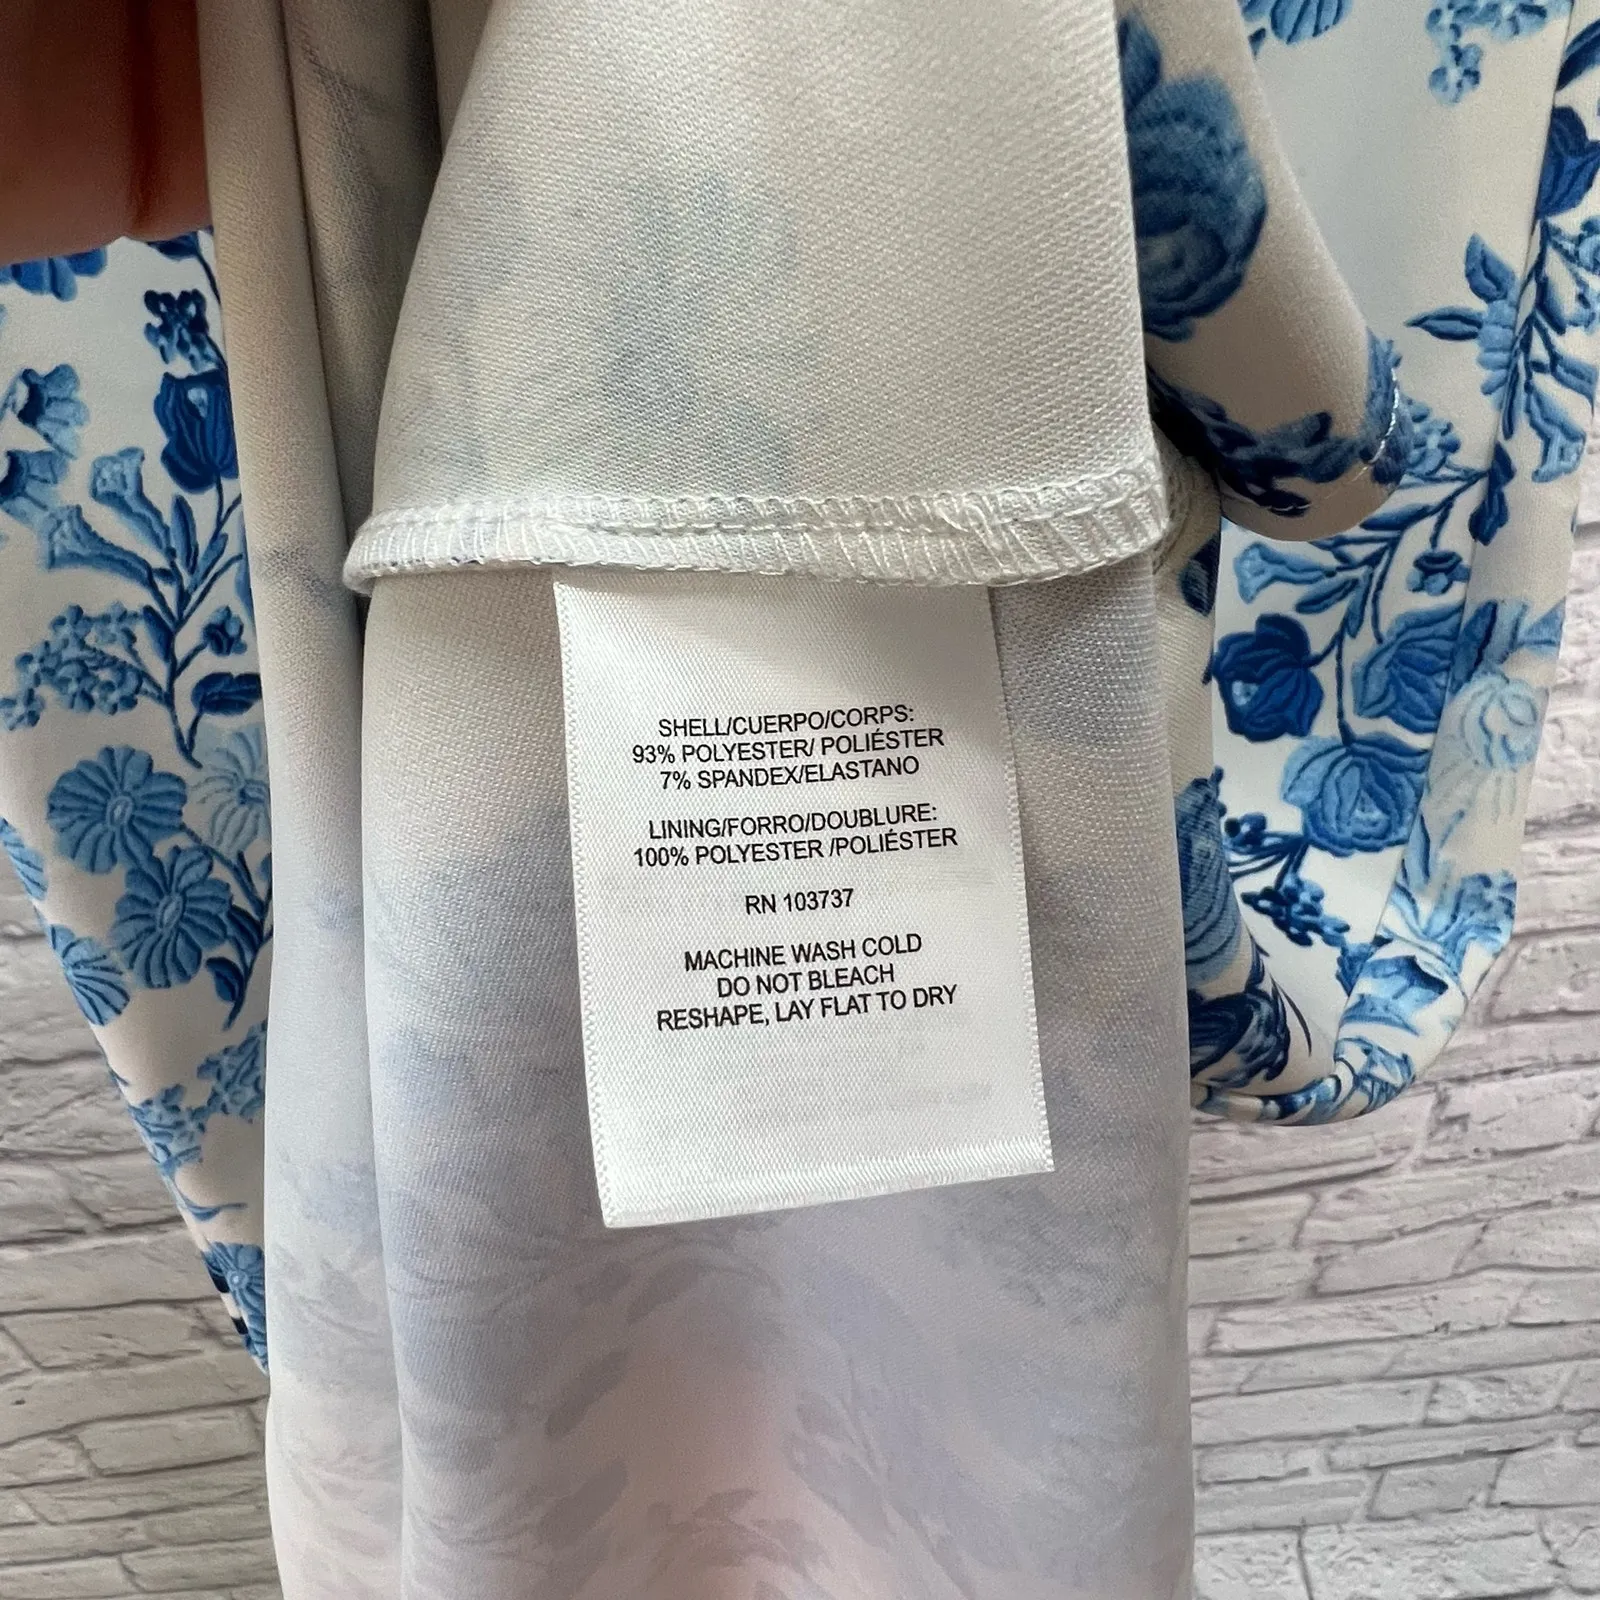 SHELL/CUERPO/CORPS:
93% POLYESTER/ POLIÉSTER
7% SPANDEX/ELASTANO
LINING/FORRO/DOUBLURE:
100% POLYESTER /POLIÉSTER
RN 103737
MACHINE WASH COLD
DO NOT BLEACH
RESHAPE, LAY FLAT TO DRY